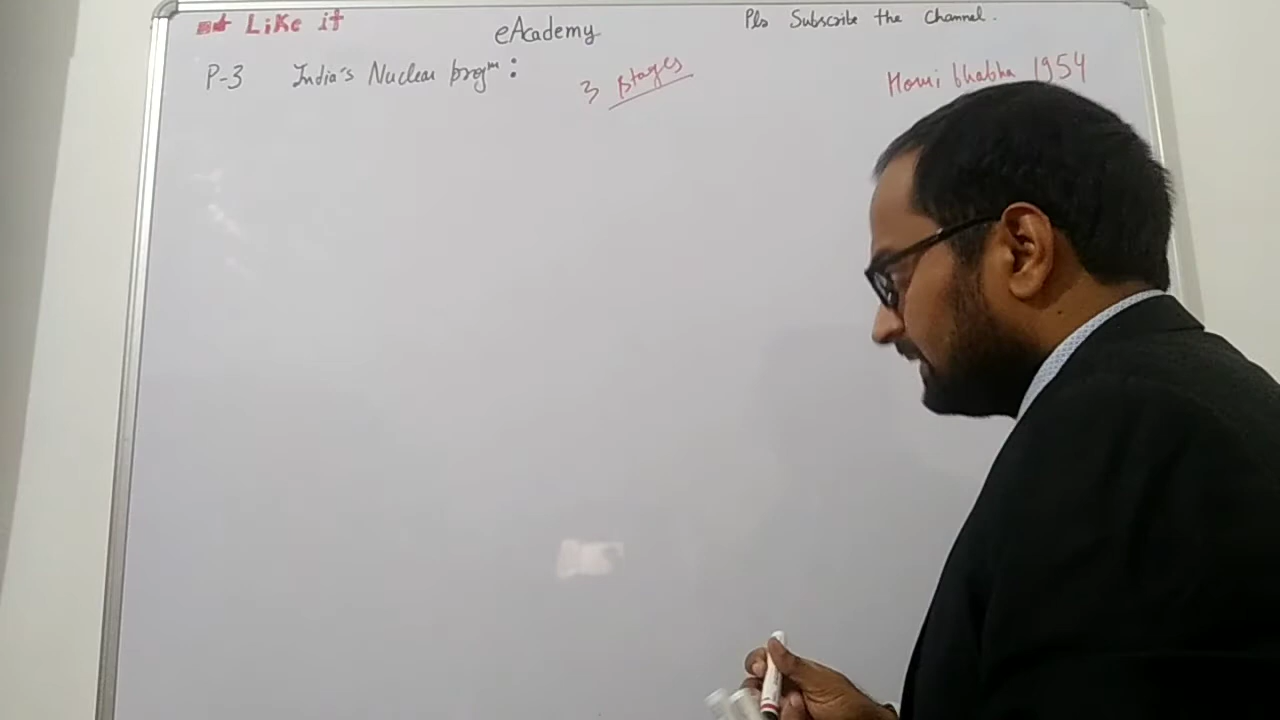 Like it
eAcademy
Pls Subscribe the Channel.
P-3 India's Nuclear progm :
3 stages
Homi bhabha 1954